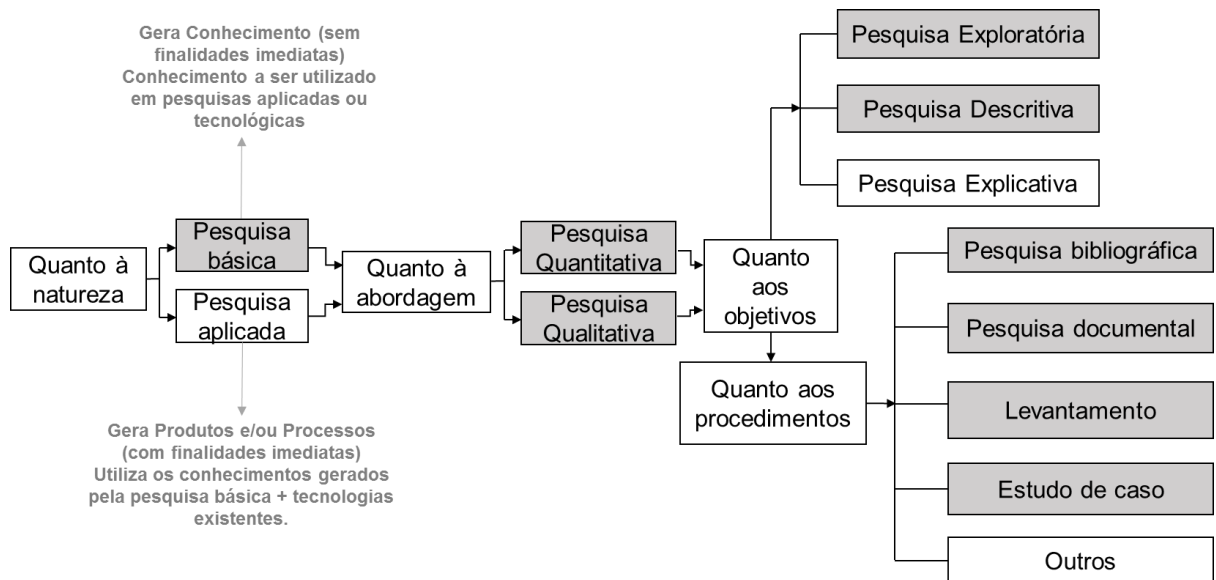 Gera Conhecimento (sem
finalidades imediatas)
Conhecimento a ser utilizado
em pesquisas aplicadas ou
tecnológicas
Quanto à
natureza
Pesquisa
básica
Pesquisa
aplicada
Gera Produtos e/ou Processos
(com finalidades imediatas)
Utiliza os conhecimentos gerados
pela pesquisa básica + tecnologias
existentes.
Quanto à
abordagem
Pesquisa
Quantitativa
Pesquisa
Qualitativa
Quanto
aos
objetivos
Pesquisa Exploratória
Pesquisa Descritiva
Pesquisa Explicativa
Quanto aos
procedimentos
Pesquisa bibliográfica
Pesquisa documental
Levantamento
Estudo de caso
Outros